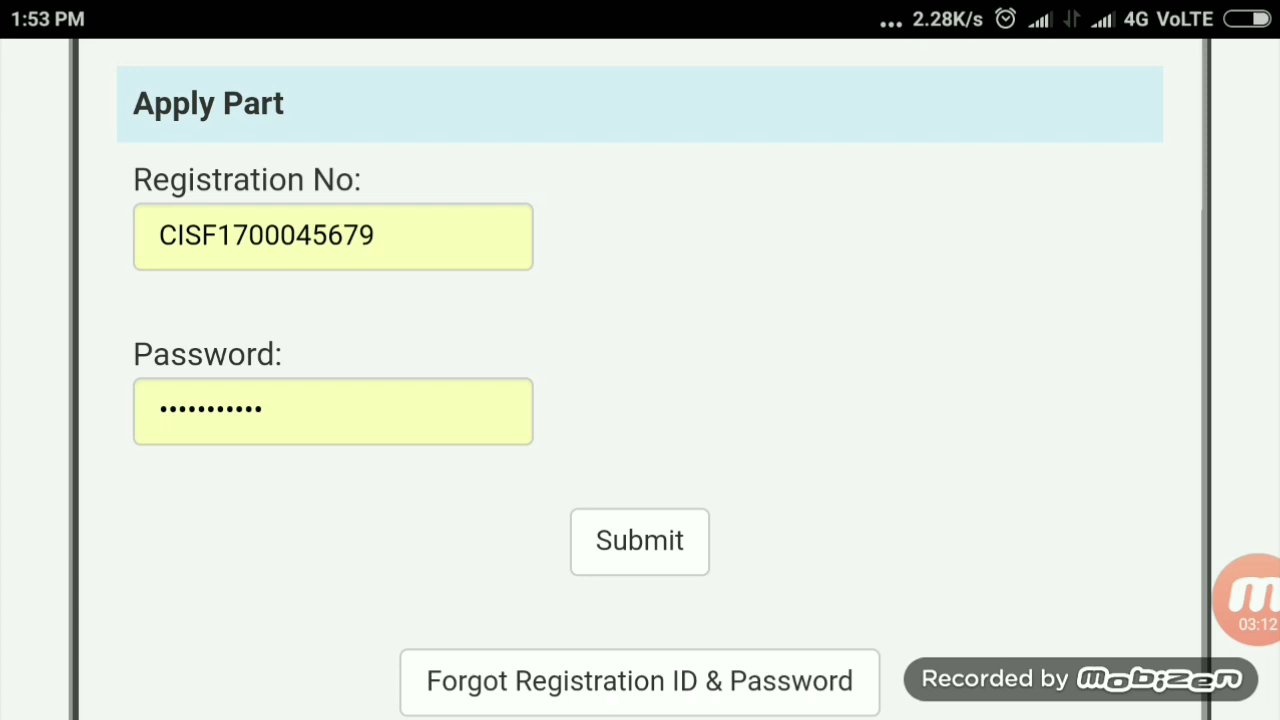 1:53 PM
... 2.28K/s 4G VoLTE
Apply Part
Registration No:
CISF1700045679
Password:
•••••••••••
Submit
03:12
Forgot Registration ID & Password
Recorded by mobizen